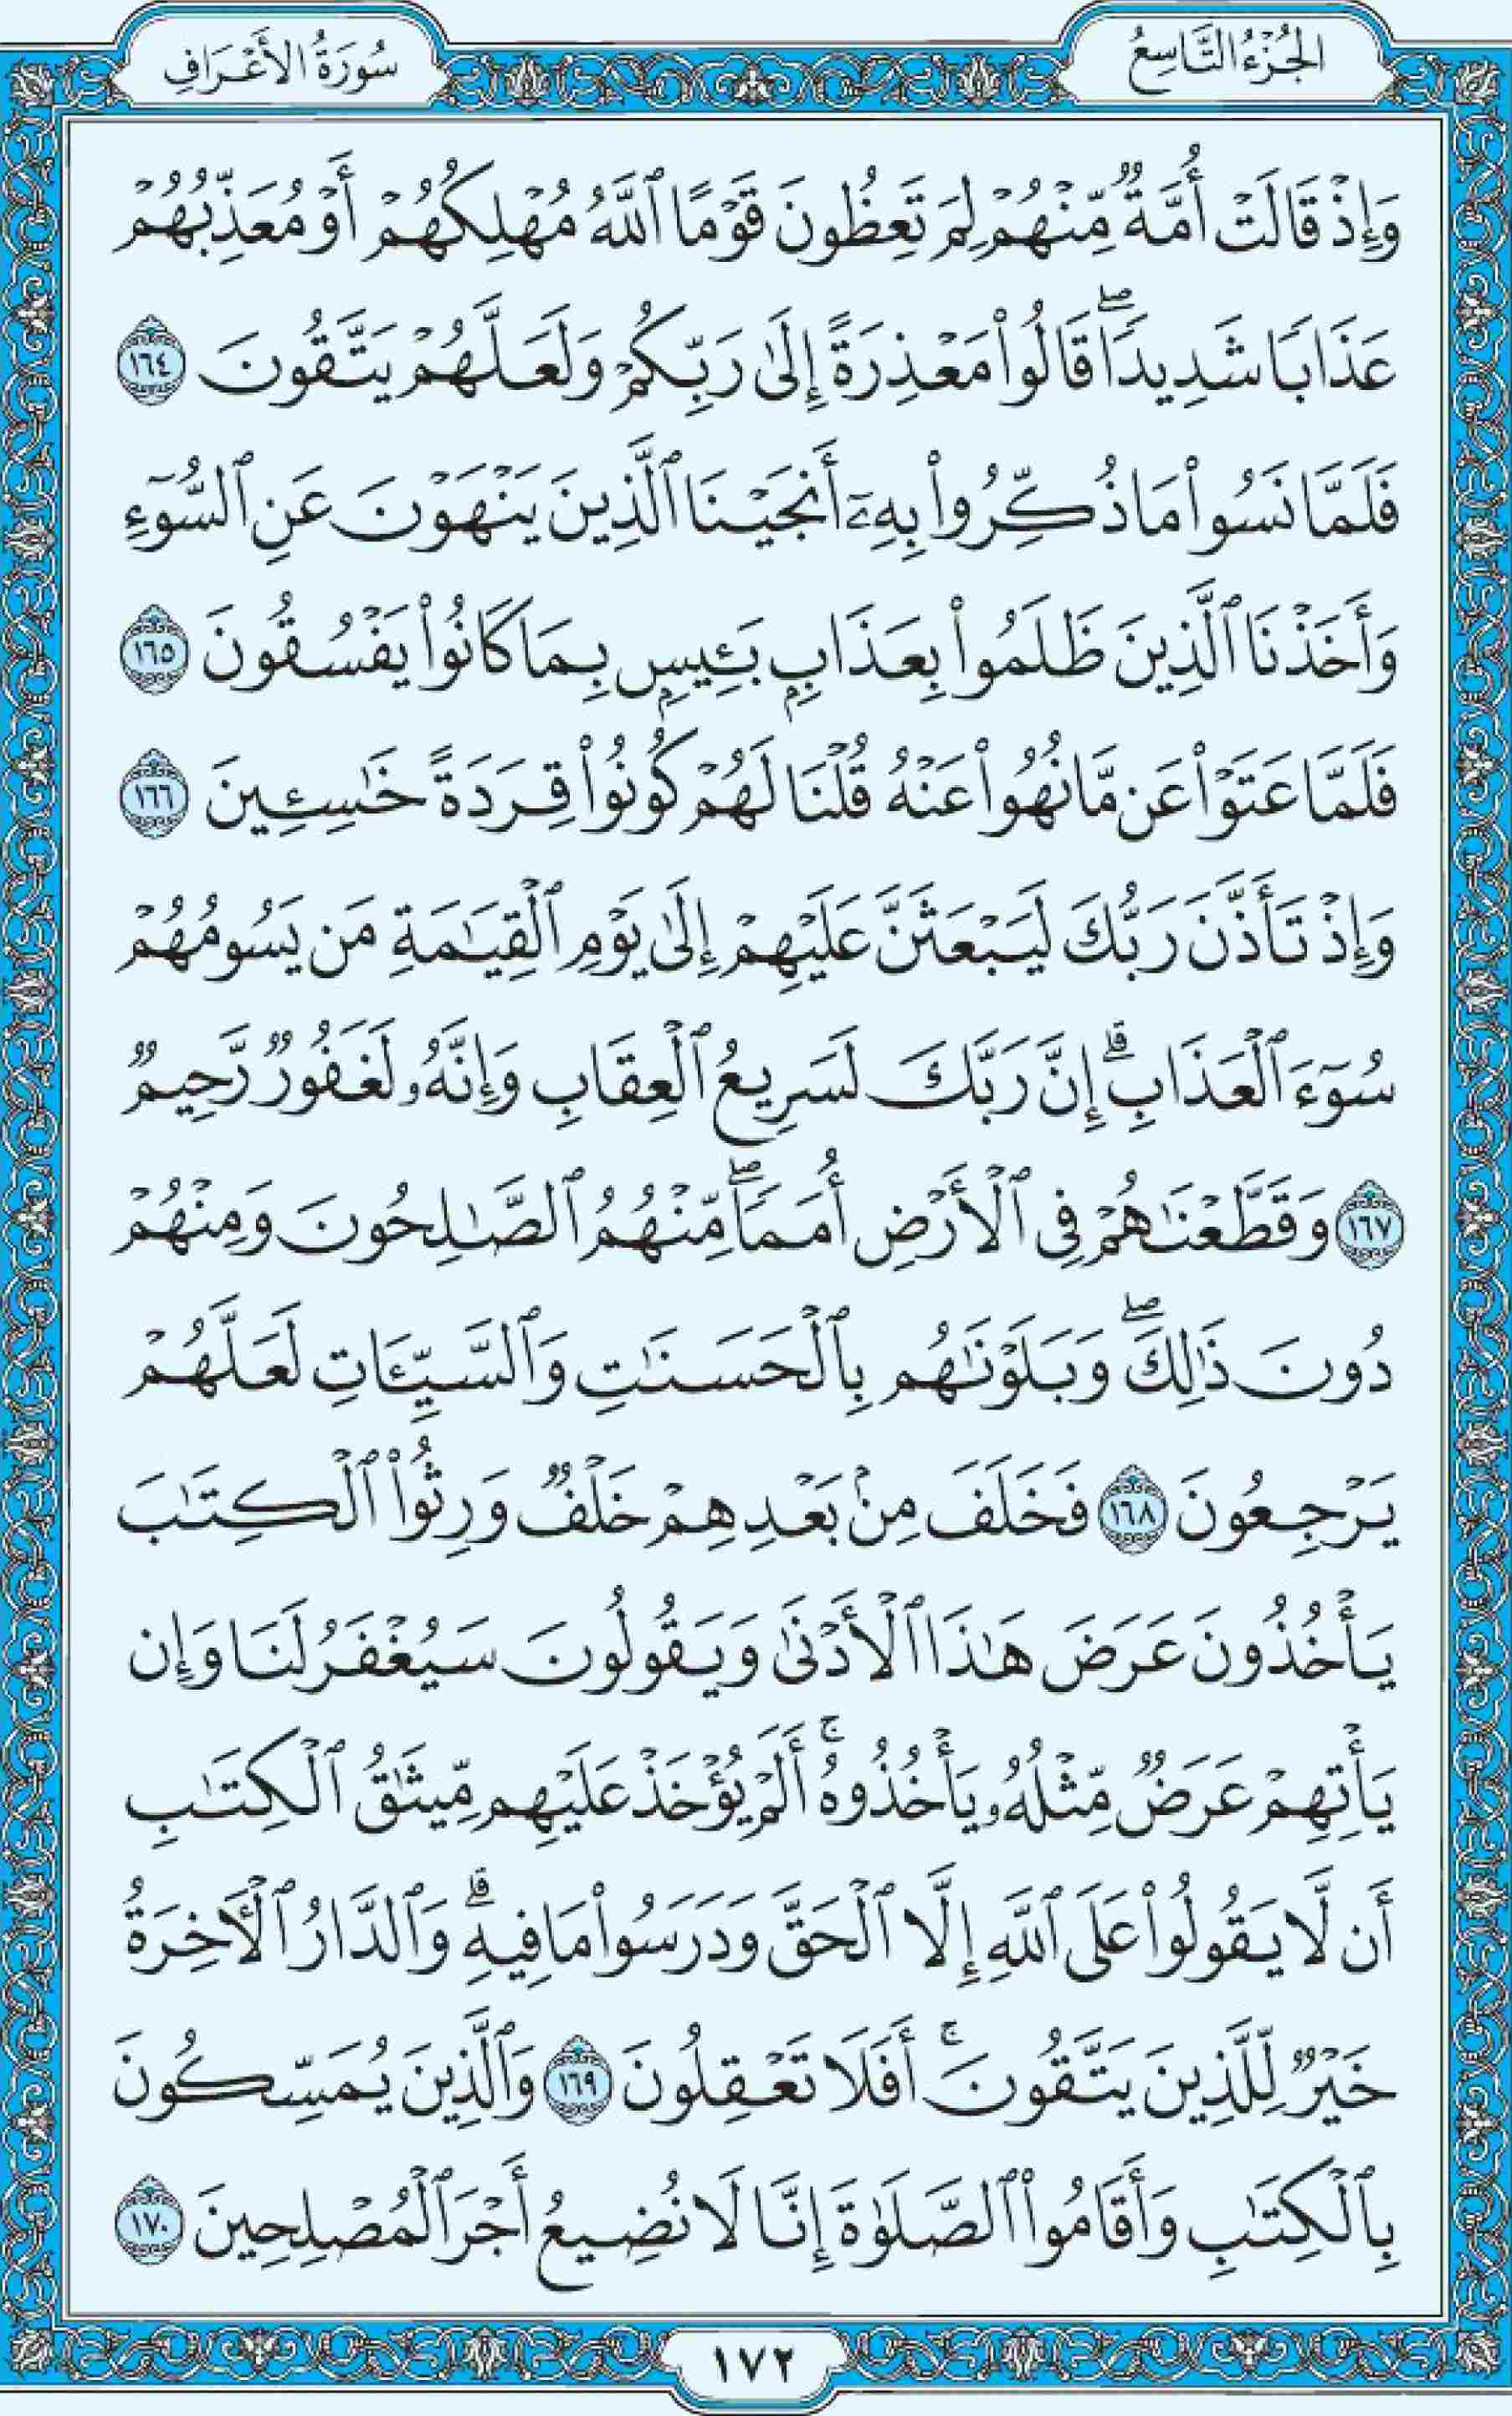 الجُزْءُ التَّاسِعُ
سُورَةُ الأَعْرَافِ
وَإِذْ قَالَتْ أُمَّةٌ مِّنْهُمْ لِمَ تَعِظُونَ قَوْمًا ٱللَّهُ مُهْلِكُهُمْ أَوْ مُعَذِّبُهُمْ
عَذَابًا شَدِيدًاۖ قَالُوا۟ مَعْذِرَةً إِلَىٰ رَبِّكُمْ وَلَعَلَّهُمْ يَتَّقُونَ ١٦٤
فَلَمَّا نَسُوا۟ مَا ذُكِّرُوا۟ بِهِۦٓ أَنجَيْنَا ٱلَّذِينَ يَنْهَوْنَ عَنِ ٱلسُّوٓءِ
وَأَخَذْنَا ٱلَّذِينَ ظَلَمُوا۟ بِعَذَابِۭ بَـِٔيسِۭ بِمَا كَانُوا۟ يَفْسُقُونَ ١٦٥
فَلَمَّا عَتَوْا۟ عَن مَّا نُهُوا۟ عَنْهُ قُلْنَا لَهُمْ كُونُوا۟ قِرَدَةً خَـٰسِـِٔينَ ١٦٦
وَإِذْ تَأَذَّنَ رَبُّكَ لَيَبْعَثَنَّ عَلَيْهِمْ إِلَىٰ يَوْمِ ٱلْقِيَـٰمَةِ مَن يَسُومُهُمْ
سُوٓءَ ٱلْعَذَابِۗ إِنَّ رَبَّكَ لَسَرِيعُ ٱلْعِقَابِ وَإِنَّهُۥ لَغَفُورٌ رَّحِيمٌ
١٦٧ وَقَطَّعْنَـٰهُمْ فِى ٱلْأَرْضِ أُمَمًاۖ مِّنْهُمُ ٱلصَّـٰلِحُونَ وَمِنْهُمْ
دُونَ ذَٰلِكَۖ وَبَلَوْنَـٰهُم بِٱلْحَسَنَـٰتِ وَٱلسَّيِّـَٔاتِ لَعَلَّهُمْ
يَرْجِعُونَ ١٦٨ فَخَلَفَ مِنۢ بَعْدِهِمْ خَلْفٌ وَرِثُوا۟ ٱلْكِتَـٰبَ
يَأْخُذُونَ عَرَضَ هَـٰذَا ٱلْأَدْنَىٰ وَيَقُولُونَ سَيُغْفَرُ لَنَا وَإِن
يَأْتِهِمْ عَرَضٌ مِّثْلُهُۥ يَأْخُذُوهُۚ أَلَمْ يُؤْخَذْ عَلَيْهِم مِّيثَـٰقُ ٱلْكِتَـٰبِ
أَن لَّا يَقُولُوا۟ عَلَى ٱللَّهِ إِلَّا ٱلْحَقَّ وَدَرَسُوا۟ مَا فِيهِۗ وَٱلدَّارُ ٱلْـَٔاخِرَةُ
خَيْرٌ لِّلَّذِينَ يَتَّقُونَۚ أَفَلَا تَعْقِلُونَ ١٦٩ وَٱلَّذِينَ يُمَسِّكُونَ
بِٱلْكِتَـٰبِ وَأَقَامُوا۟ ٱلصَّلَوٰةَ إِنَّا لَا نُضِيعُ أَجْرَ ٱلْمُصْلِحِينَ ١٧٠
١٧٢